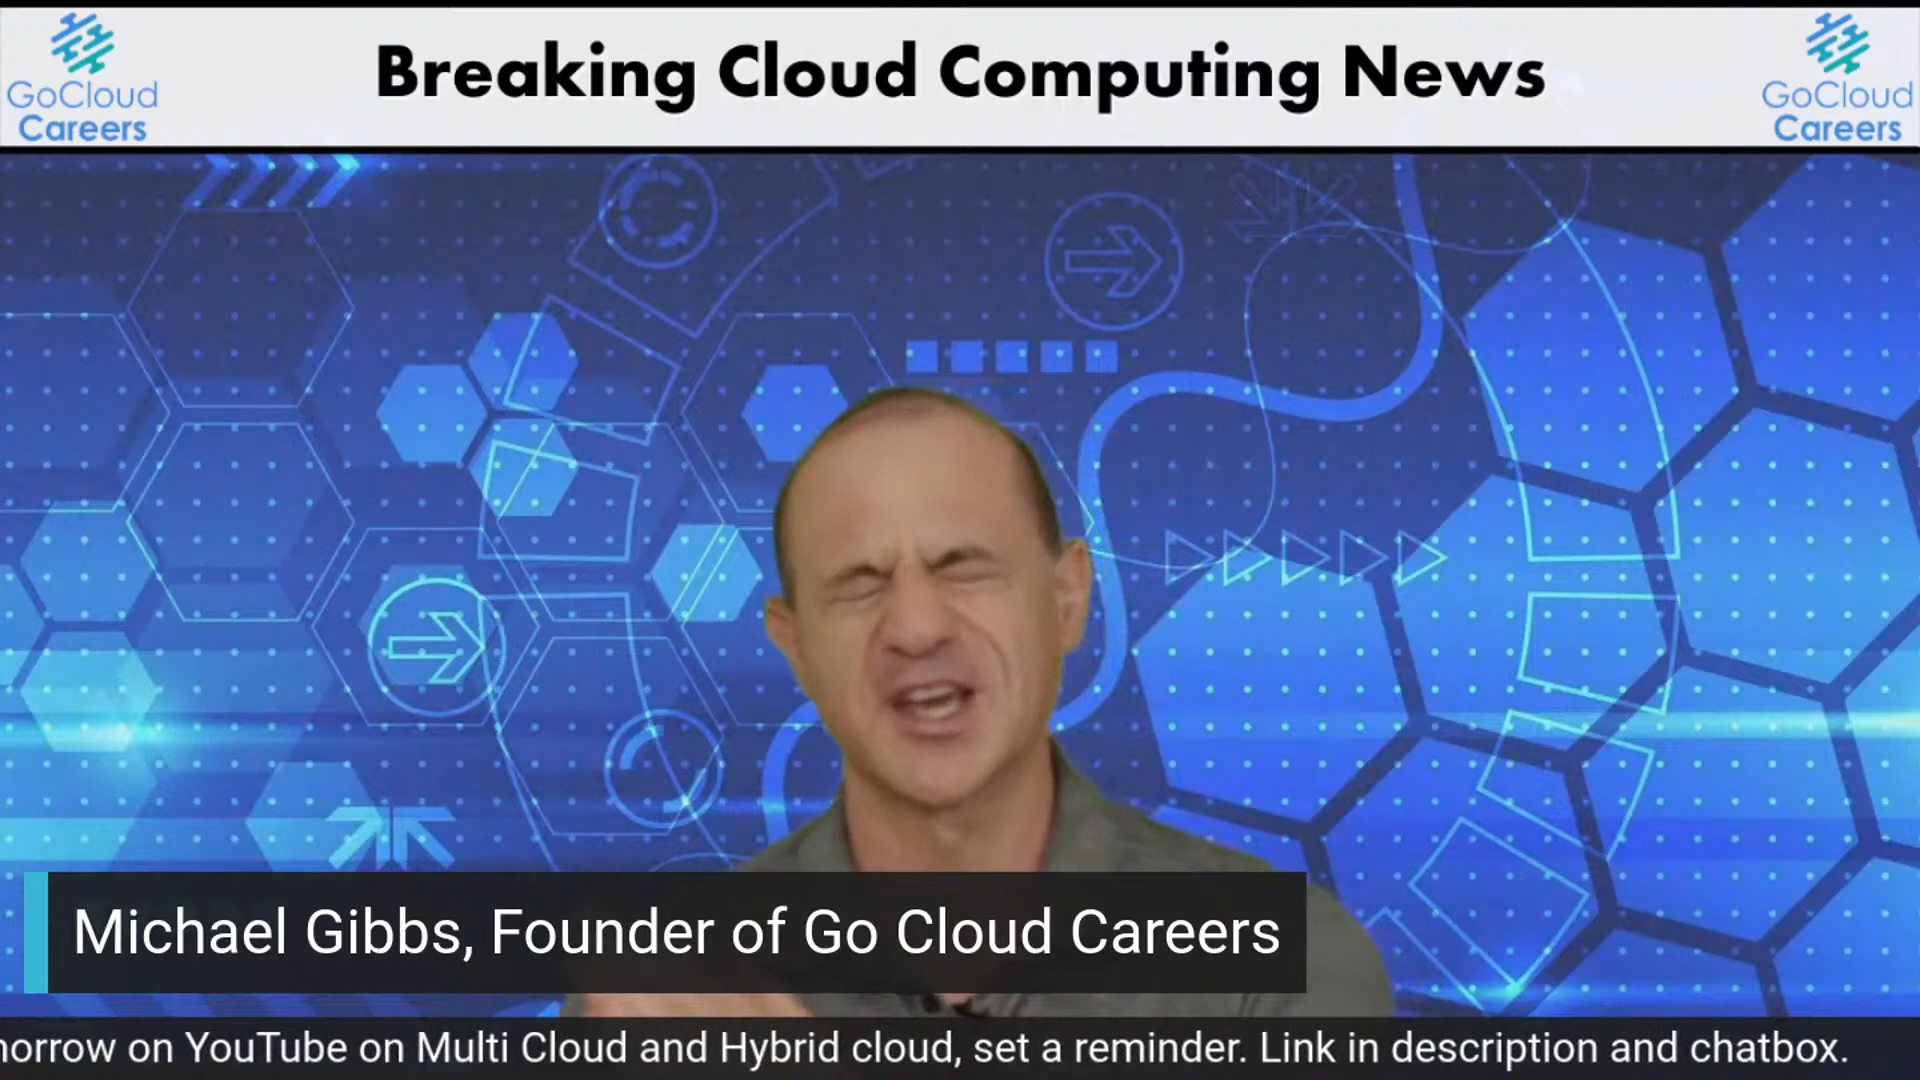 GoCloud
Careers
Breaking Cloud Computing News
GoCloud
Careers
Michael Gibbs, Founder of Go Cloud Careers
on YouTube on Multi Cloud and Hybrid cloud, set a reminder. Link in description and chatbox.